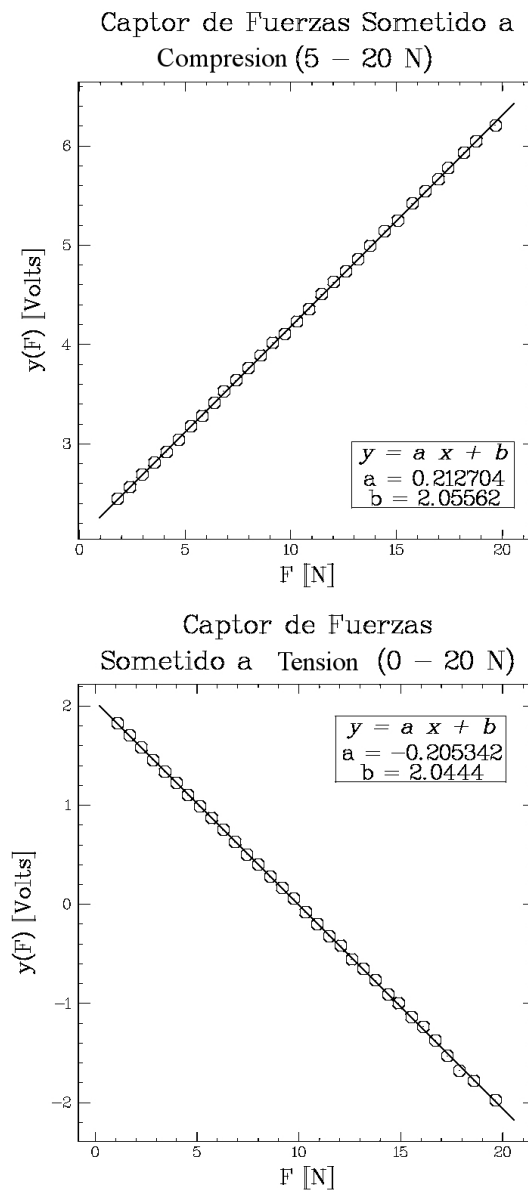 Captor de Fuerzas Sometido a
Compresion (5 – 20 N)
6
5
4
3
y(F) [Volts]
y = a x + b
a = 0.212704
b = 2.05562
0 5 10 15 20
F [N]
Captor de Fuerzas
Sometido a Tension (0 – 20 N)
2
1
0
−1
−2
y(F) [Volts]
y = a x + b
a = −0.205342
b = 2.0444
0 5 10 15 20
F [N]